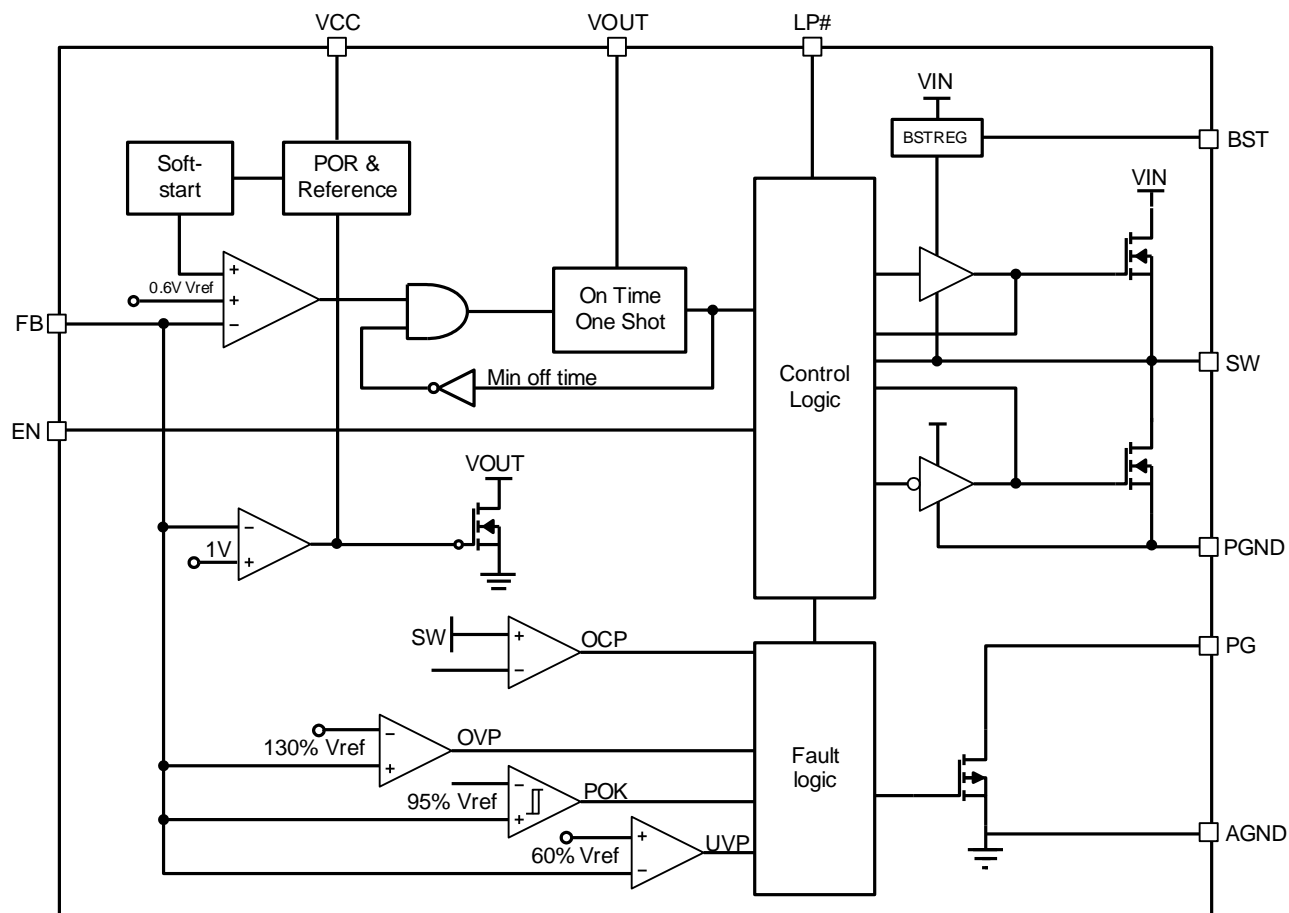 VCC
VOUT
LP#
VIN
BSTREG
BST
Soft-
start
POR &
Reference
VIN
+
0.6V Vref
+
−
FB
On Time
One Shot
Min off time
Control
Logic
SW
EN
VOUT
−
1V
+
PGND
SW
+
−
OCP
PG
130% Vref
−
+
OVP
Fault
logic
95% Vref
−
+
POK
60% Vref
+
−
UVP
AGND